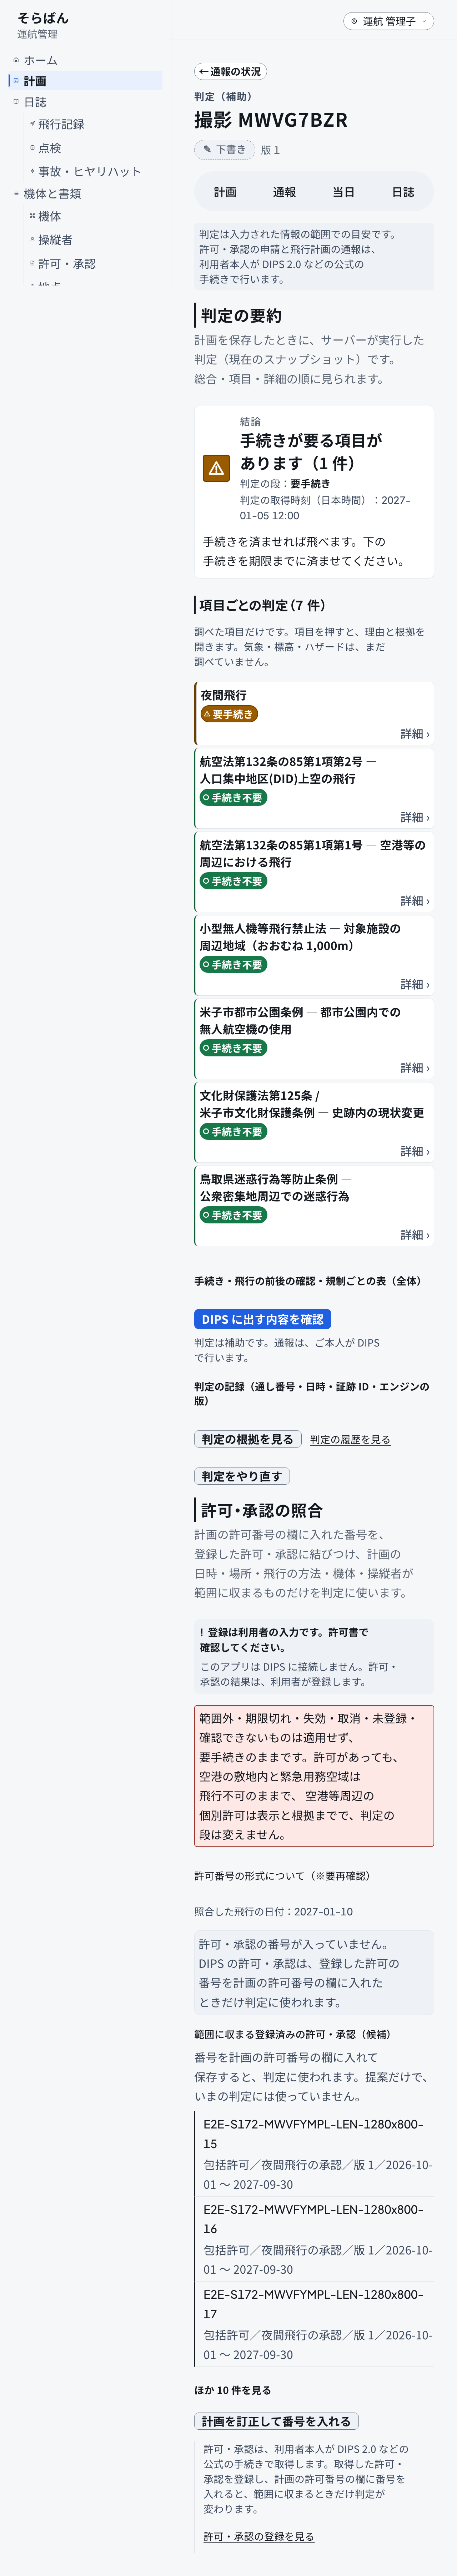 そらばん
運航管理
運航 管理子
ホーム
計画
日誌
飛行記録
点検
事故・ヒヤリハット
機体と書類
機体
操縦者
許可・承認
← 通報の状況
判定（補助）
撮影 MWVG7BZR
✎ 下書き 版 1
計画 通報 当日 日誌
判定は入力された情報の範囲での目安です。
許可・承認の申請と飛行計画の通報は、
利用者本人が DIPS 2.0 などの公式の
手続きで行います。
判定の要約
計画を保存したときに、サーバーが実行した
判定（現在のスナップショット）です。
総合・項目・詳細の順に見られます。
結論
手続きが要る項目が
あります（1 件）
判定の段：要手続き
判定の取得時刻（日本時間）：2027-
01-05 12:00
手続きを済ませれば飛べます。下の
手続きを期限までに済ませてください。
項目ごとの判定（7 件）
調べた項目だけです。項目を押すと、理由と根拠を
開きます。気象・標高・ハザードは、まだ
調べていません。
夜間飛行
⚠ 要手続き
詳細 ›
航空法第132条の85第1項第2号 —
人口集中地区(DID)上空の飛行
○ 手続き不要
詳細 ›
航空法第132条の85第1項第1号 — 空港等の
周辺における飛行
○ 手続き不要
詳細 ›
小型無人機等飛行禁止法 — 対象施設の
周辺地域（おおむね 1,000m）
○ 手続き不要
詳細 ›
米子市都市公園条例 — 都市公園内での
無人航空機の使用
○ 手続き不要
詳細 ›
文化財保護法第125条 /
米子市文化財保護条例 — 史跡内の現状変更
○ 手続き不要
詳細 ›
鳥取県迷惑行為等防止条例 —
公衆密集地周辺での迷惑行為
○ 手続き不要
詳細 ›
手続き・飛行の前後の確認・規制ごとの表（全体）
DIPS に出す内容を確認
判定は補助です。通報は、ご本人が DIPS
で行います。
判定の記録（通し番号・日時・証跡 ID・エンジンの
版）
判定の根拠を見る 判定の履歴を見る
判定をやり直す
許可・承認の照合
計画の許可番号の欄に入れた番号を、
登録した許可・承認に結びつけ、計画の
日時・場所・飛行の方法・機体・操縦者が
範囲に収まるものだけを判定に使います。
! 登録は利用者の入力です。許可書で
確認してください。
このアプリは DIPS に接続しません。許可・
承認の結果は、利用者が登録します。
範囲外・期限切れ・失効・取消・未登録・
確認できないものは適用せず、
要手続きのままです。許可があっても、
空港の敷地内と緊急用務空域は
飛行不可のままで、 空港等周辺の
個別許可は表示と根拠までで、判定の
段は変えません。
許可番号の形式について（※要再確認）
照合した飛行の日付：2027-01-10
許可・承認の番号が入っていません。
DIPS の許可・承認は、登録した許可の
番号を計画の許可番号の欄に入れた
ときだけ判定に使われます。
範囲に収まる登録済みの許可・承認（候補）
番号を計画の許可番号の欄に入れて
保存すると、判定に使われます。提案だけで、
いまの判定には使っていません。
E2E-S172-MWVFYMPL-LEN-1280x800-
15
包括許可／夜間飛行の承認／版 1／2026-10-
01 〜 2027-09-30
E2E-S172-MWVFYMPL-LEN-1280x800-
16
包括許可／夜間飛行の承認／版 1／2026-10-
01 〜 2027-09-30
E2E-S172-MWVFYMPL-LEN-1280x800-
17
包括許可／夜間飛行の承認／版 1／2026-10-
01 〜 2027-09-30
ほか 10 件を見る
計画を訂正して番号を入れる
許可・承認は、利用者本人が DIPS 2.0 などの
公式の手続きで取得します。取得した許可・
承認を登録し、計画の許可番号の欄に番号を
入れると、範囲に収まるときだけ判定が
変わります。
許可・承認の登録を見る